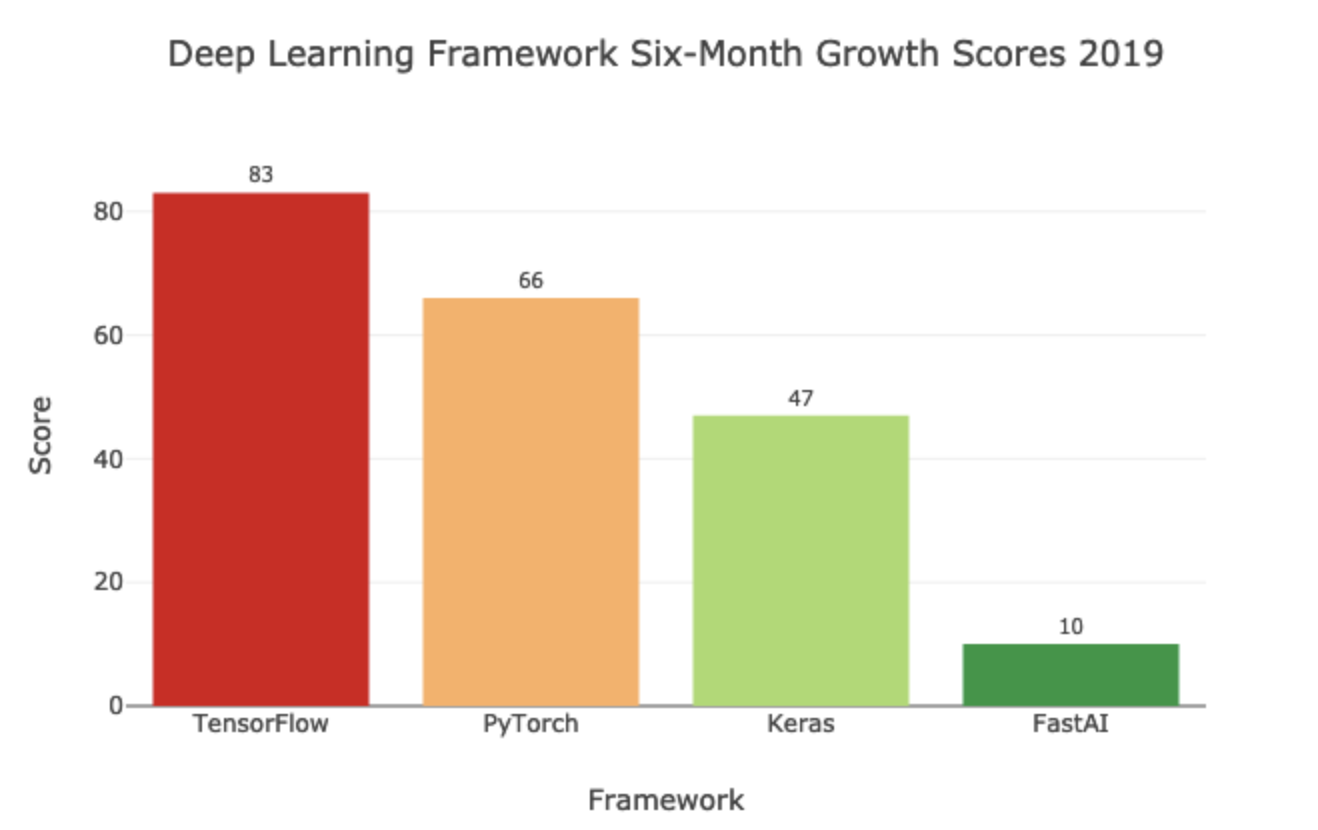 Deep Learning Framework Six-Month Growth Scores 2019
83
80
66
60
47
Score
40
20
10
0
TensorFlow PyTorch Keras FastAI
Framework